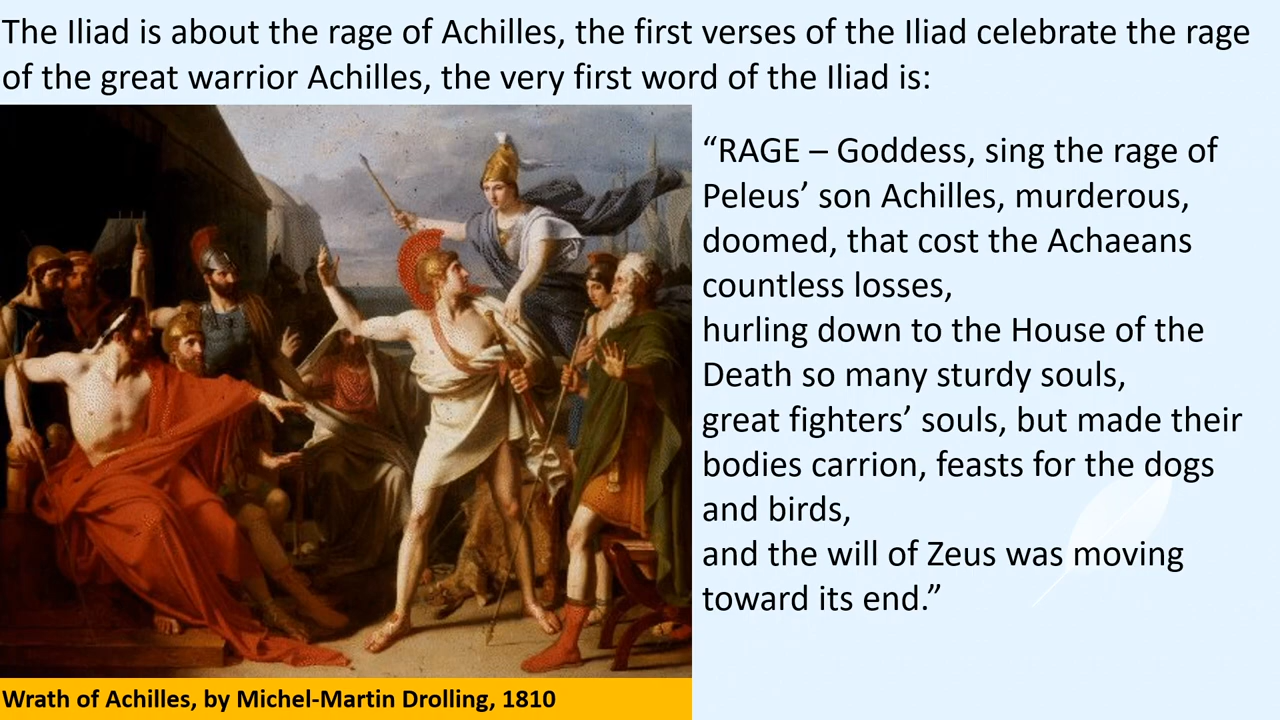 The Iliad is about the rage of Achilles, the first verses of the Iliad celebrate the rage
of the great warrior Achilles, the very first word of the Iliad is:
“RAGE – Goddess, sing the rage of
Peleus’ son Achilles, murderous,
doomed, that cost the Achaeans
countless losses,
hurling down to the House of the
Death so many sturdy souls,
great fighters’ souls, but made their
bodies carrion, feasts for the dogs
and birds,
and the will of Zeus was moving
toward its end.”
Wrath of Achilles, by Michel-Martin Drolling, 1810